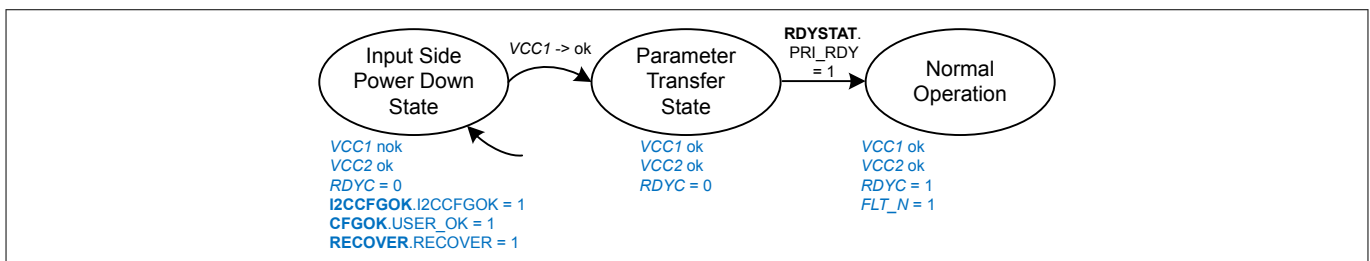 Input Side
Power Down
State
VCC1 -> ok
Parameter
Transfer
State
RDYSTAT.
PRI_RDY
= 1
Normal
Operation
VCC1 nok
VCC2 ok
RDYC = 0
I2CCFGOK.I2CCFGOK = 1
CFGOK.USER_OK = 1
RECOVER.RECOVER = 1
VCC1 ok
VCC2 ok
RDYC = 0
VCC1 ok
VCC2 ok
RDYC = 1
FLT_N = 1